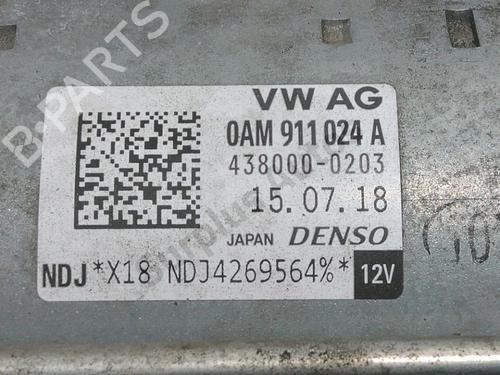 B-PARTS
VW AG
0AM 911 024 A
438000-0203
15.07.18
JAPAN DENSO
NDJ *X18 NDJ4269564%* 12V